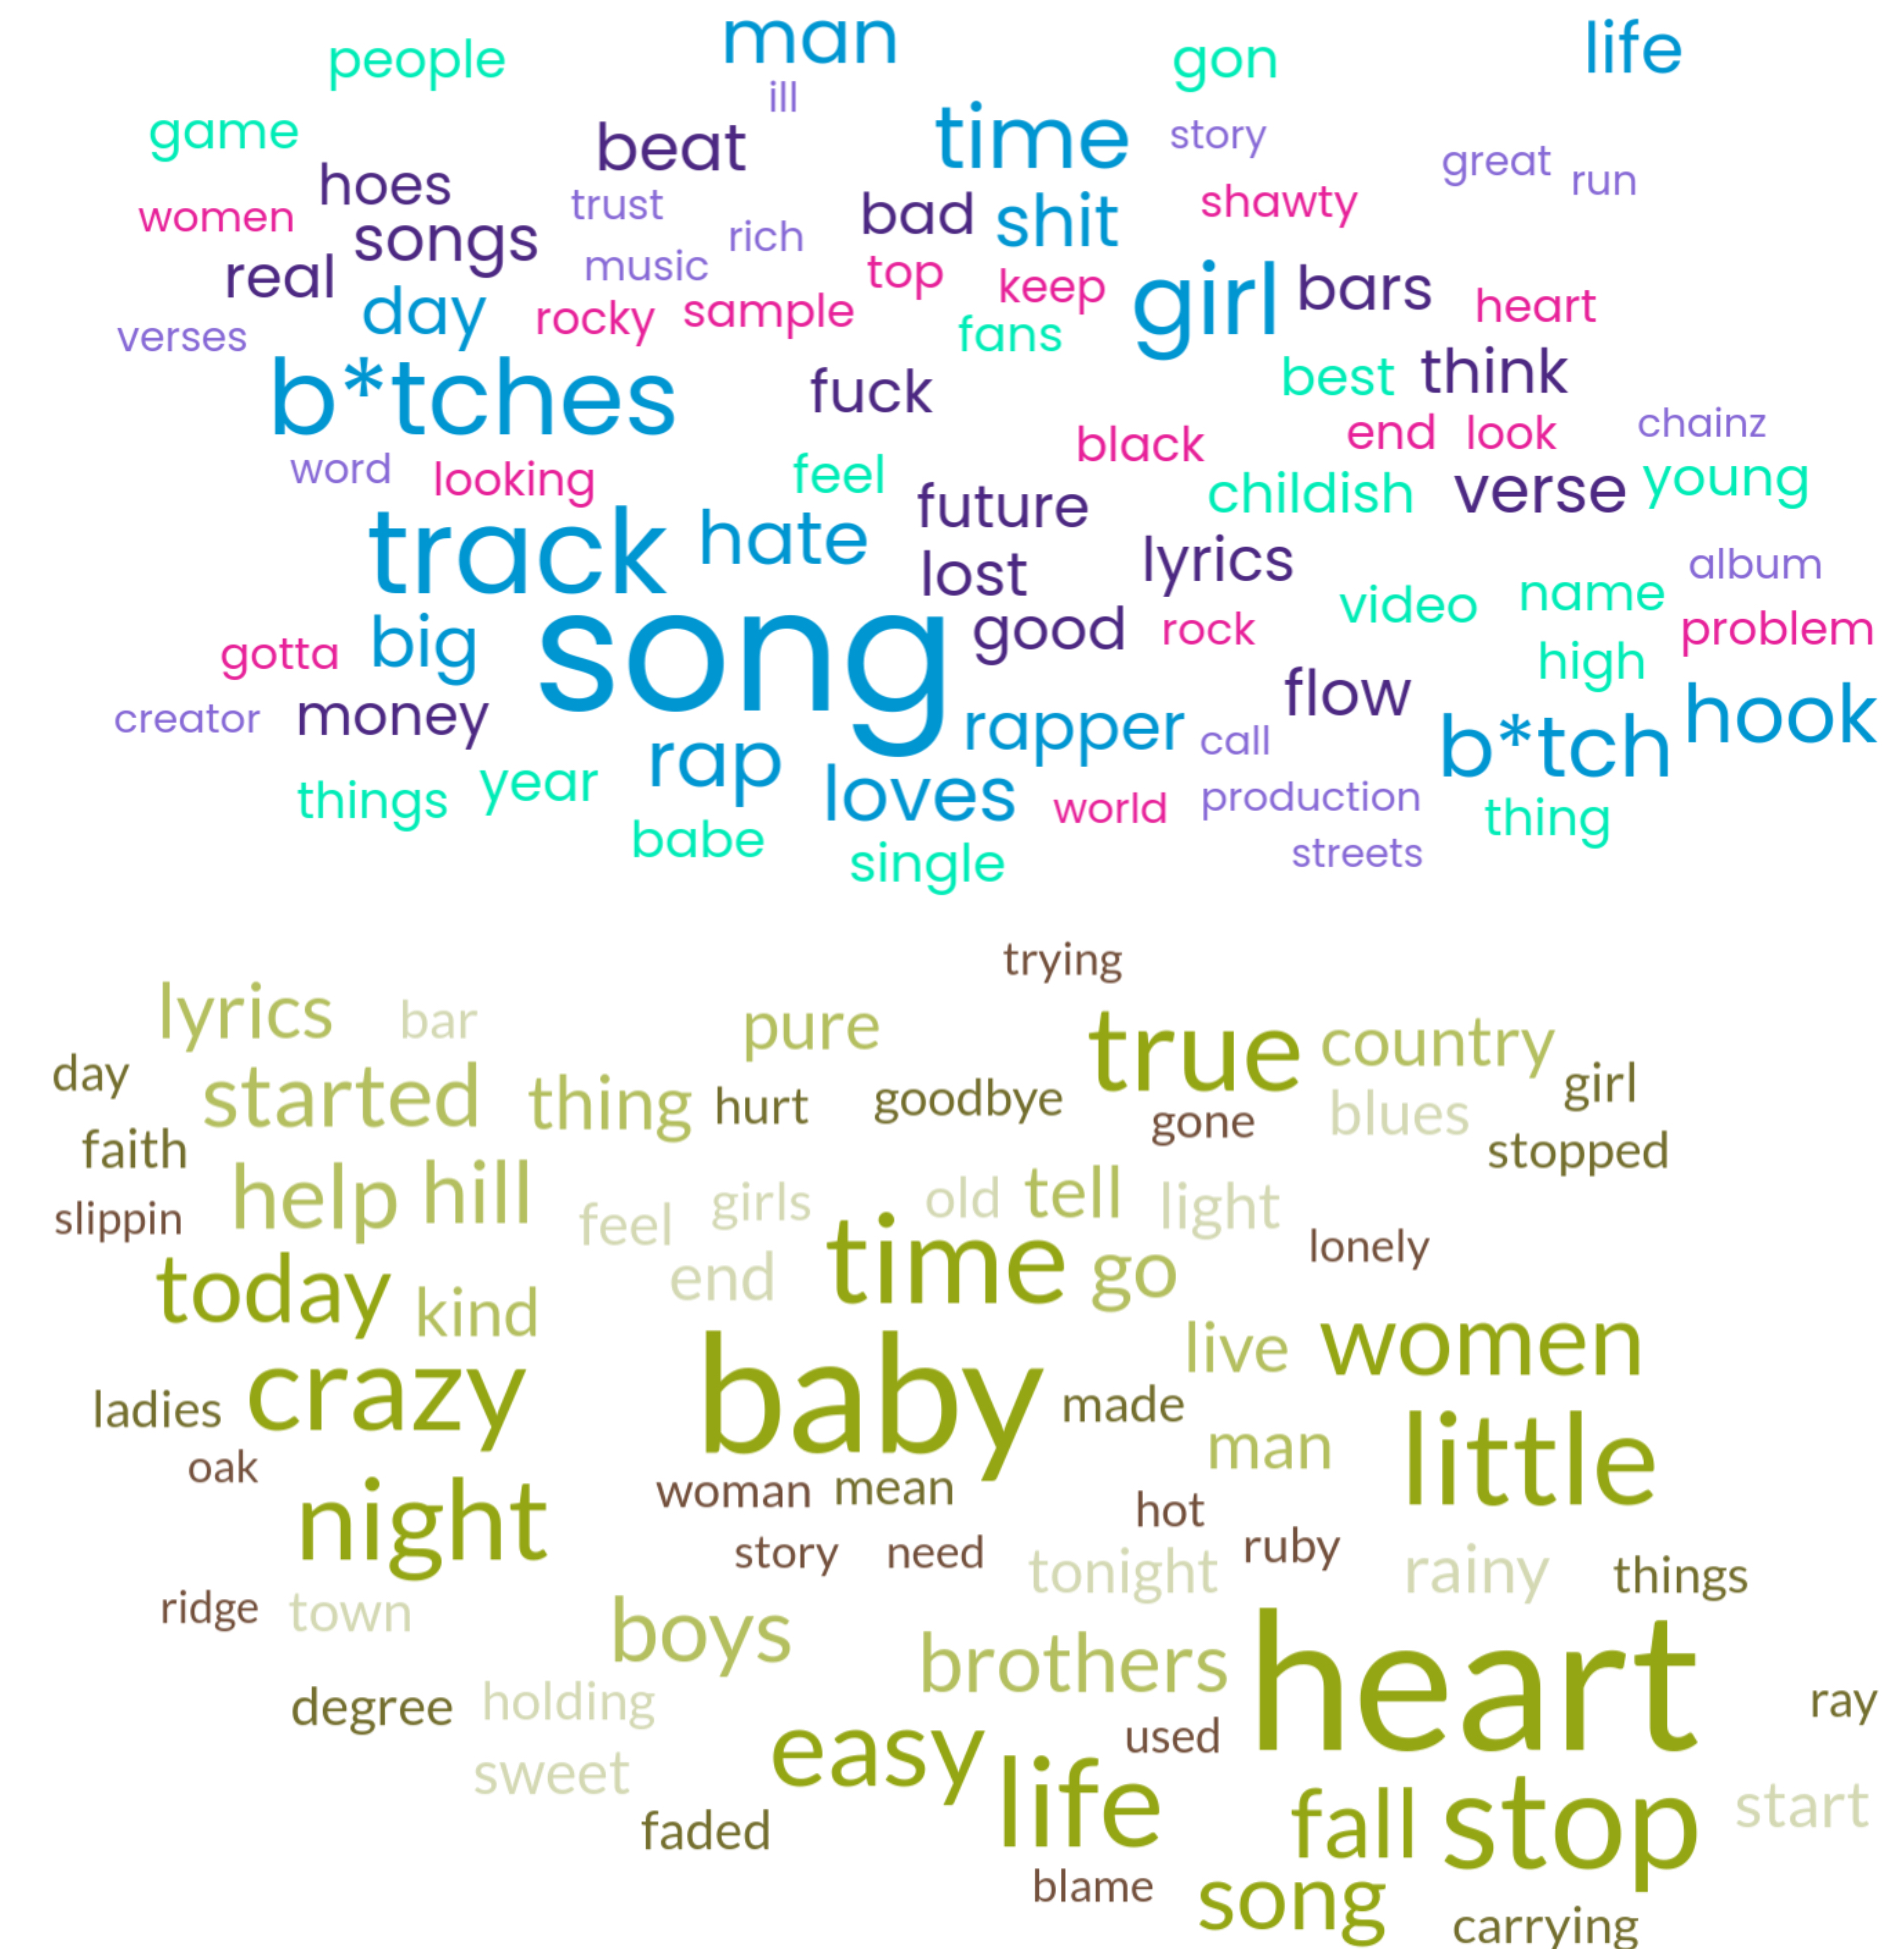 man
life
people
gon
ill
game
beat
time
story
great
run
hoes
trust
bad
shit
shawty
women
songs
rich
real
music
top
keep
girl
bars
heart
day
rocky
sample
fans
verses
b*tches
fuck
best
think
black
end
look
chainz
word
looking
feel
future
childish
verse
young
track
hate
lost
lyrics
album
video
name
gotta
big
song
good
rock
problem
high
creator
money
flow
hook
rapper
call
b*tch
rap
things
year
loves
world
production
thing
babe
single
streets
trying
lyrics
bar
pure
true
country
day
started
thing
hurt
goodbye
gone
blues
girl
faith
stopped
slippin
help
hill
feel
girls
old
tell
light
lonely
today
kind
end
time
go
live
women
ladies
crazy
baby
made
man
little
oak
night
woman
mean
hot
story
need
tonight
ruby
rainy
things
ridge
town
boys
brothers
heart
degree
holding
used
ray
sweet
easy
life
fall
stop
start
faded
blame
song
carrying